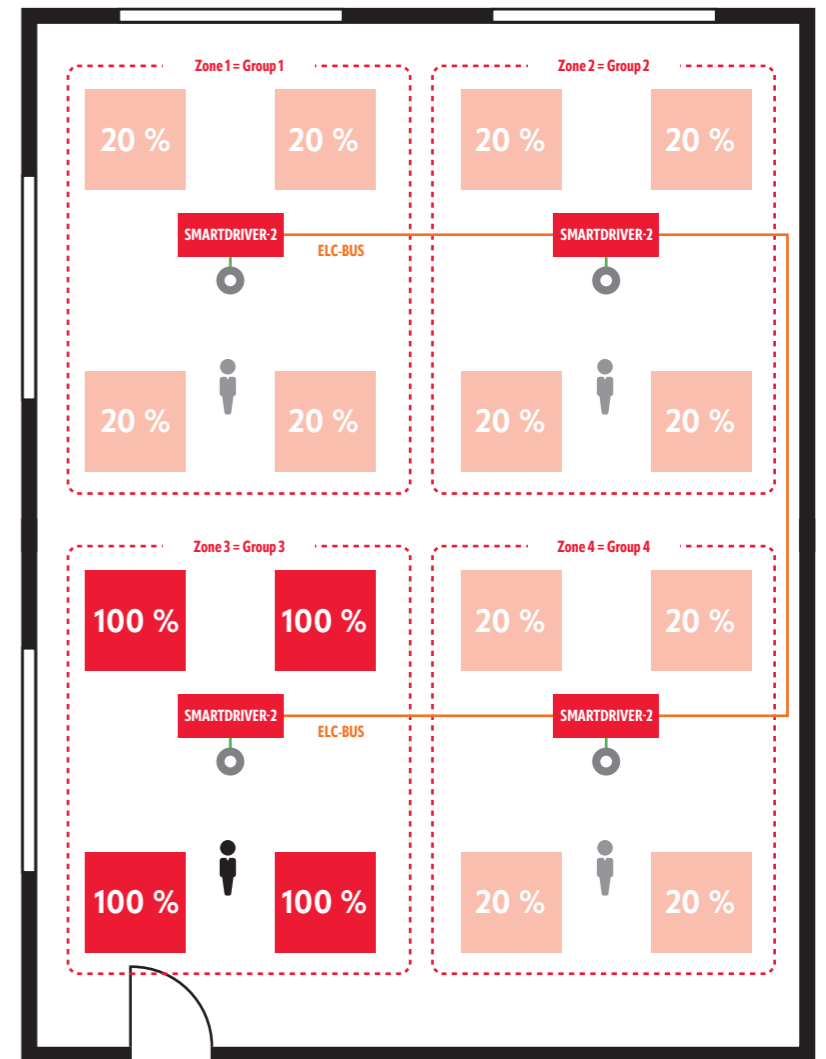 Zone 1 = Group 1
Zone 2 = Group 2
20 %
20 %
20 %
20 %
SMARTDRIVER-2
SMARTDRIVER-2
ELC-BUS
20 %
20 %
20 %
20 %
Zone 3 = Group 3
Zone 4 = Group 4
100 %
100 %
20 %
20 %
SMARTDRIVER-2
SMARTDRIVER-2
ELC-BUS
100 %
100 %
20 %
20 %